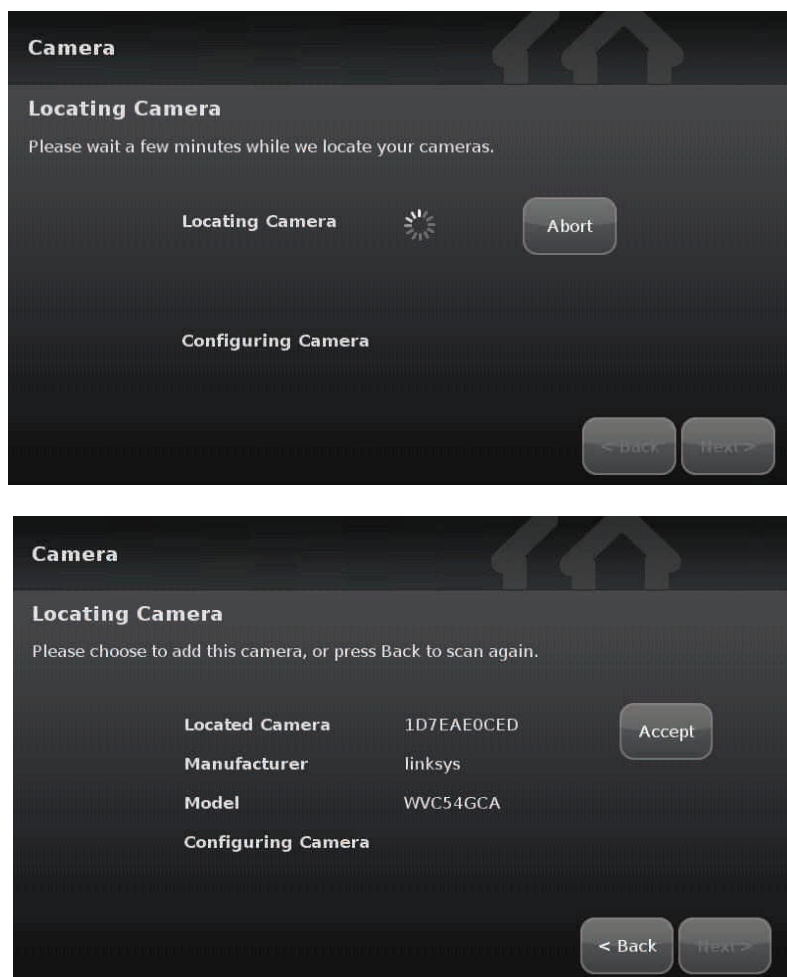 Camera
Locating Camera
Please wait a few minutes while we locate your cameras.
Locating Camera
Abort
Configuring Camera
< Back Next >
Camera
Locating Camera
Please choose to add this camera, or press Back to scan again.
Located Camera 1D7EAE0CED Accept
Manufacturer linksys
Model WVC54GCA
Configuring Camera
< Back Next >